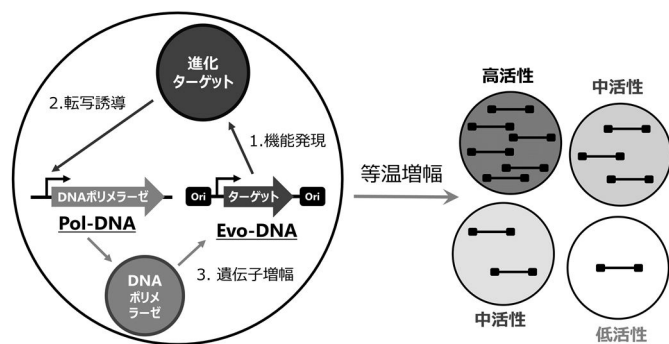 進化
ターゲット
2.転写誘導
1.機能発現
DNAポリメラーゼ
Pol-DNA
Ori
ターゲット
Ori
Evo-DNA
DNA
ポリメ
ラーゼ
3. 遺伝子増幅
等温増幅
高活性
中活性
中活性
低活性